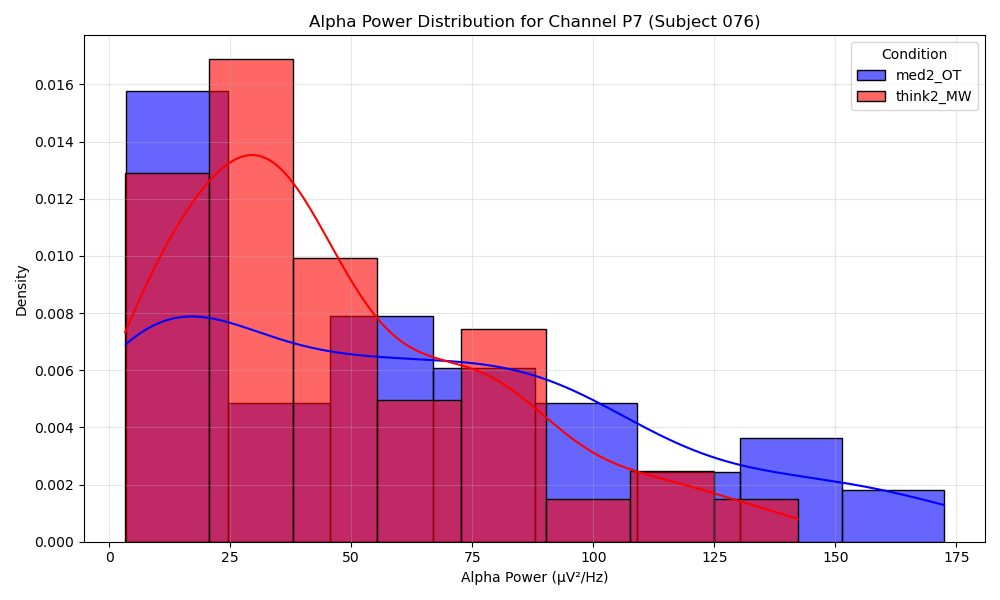 Alpha Power Distribution for Channel P7 (Subject 076)
Condition
med2_OT
think2_MW
0.016
0.014
0.012
0.010
0.008
0.006
0.004
0.002
0.000
Density
0 25 50 75 100 125 150 175
Alpha Power (μV²/Hz)